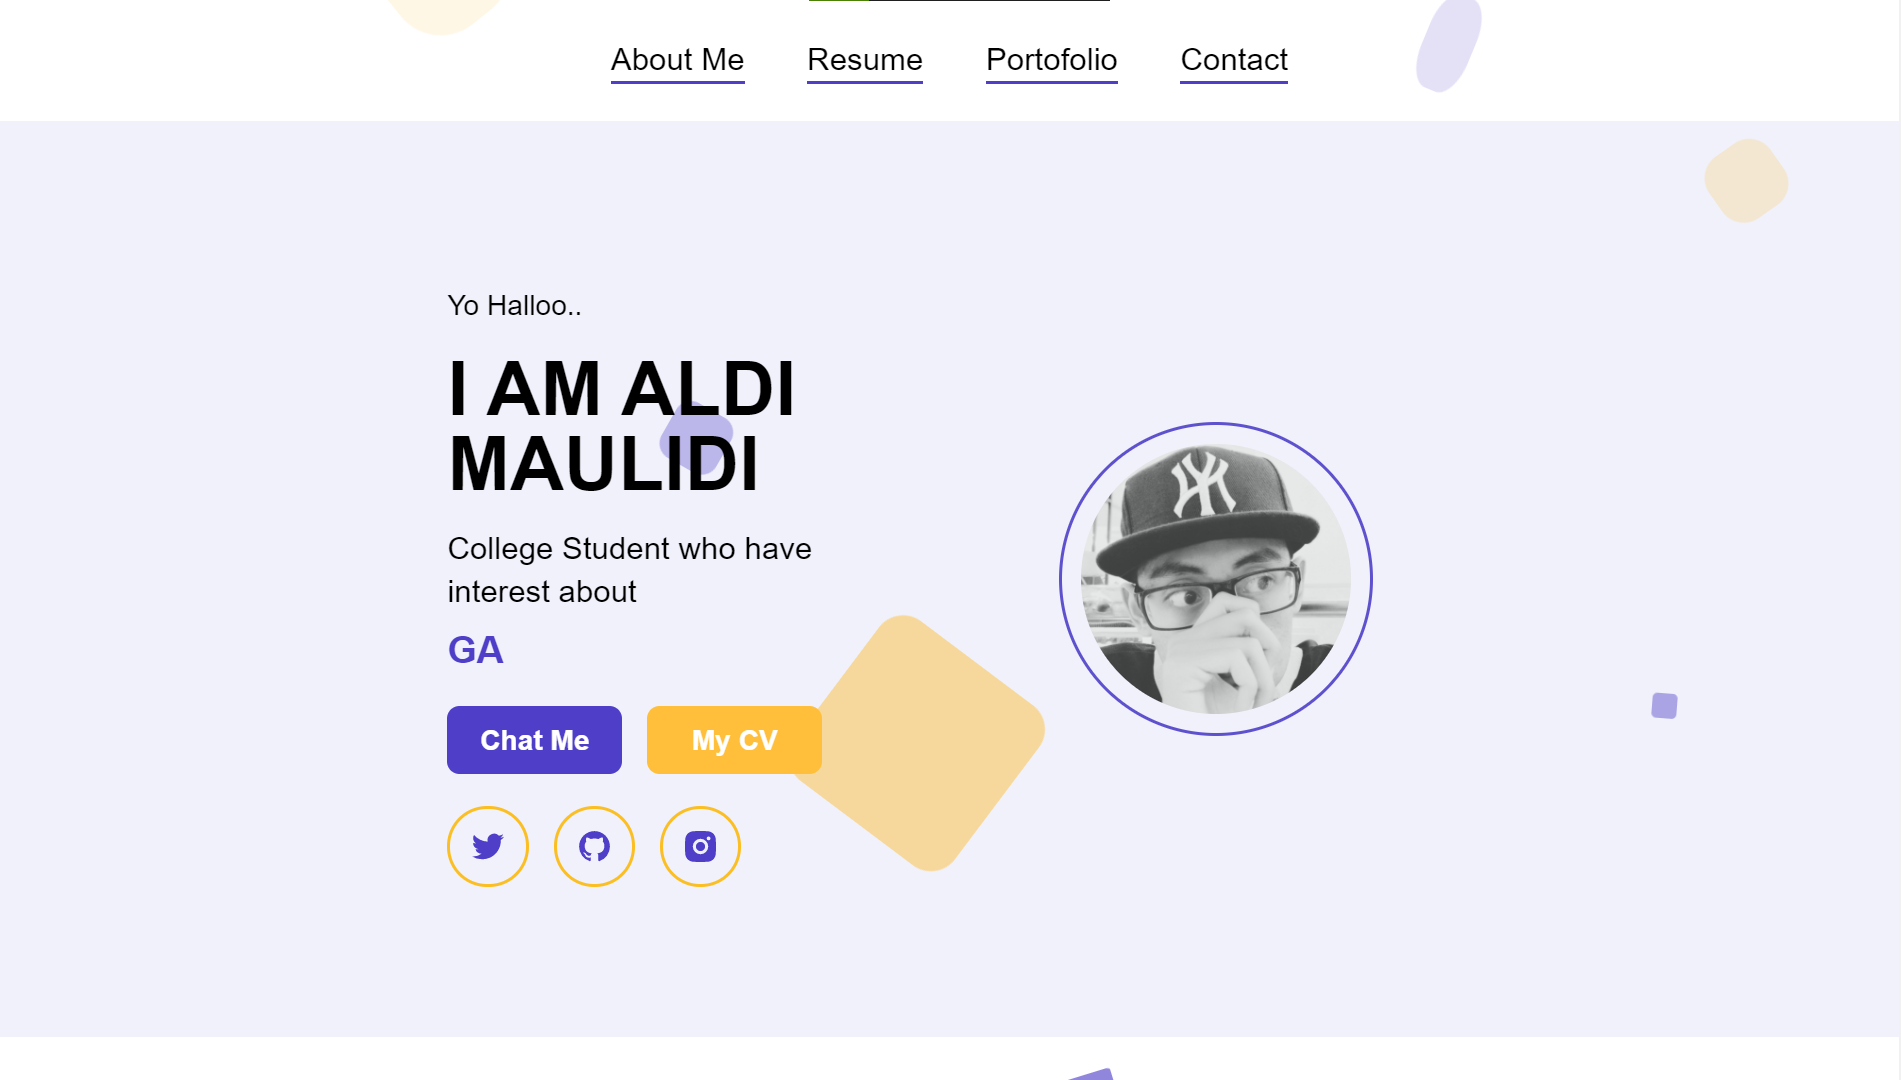 About Me Resume Portofolio Contact
Yo Halloo..
I AM ALDI
MAULIDI
College Student who have
interest about
GA
Chat Me My CV
NY